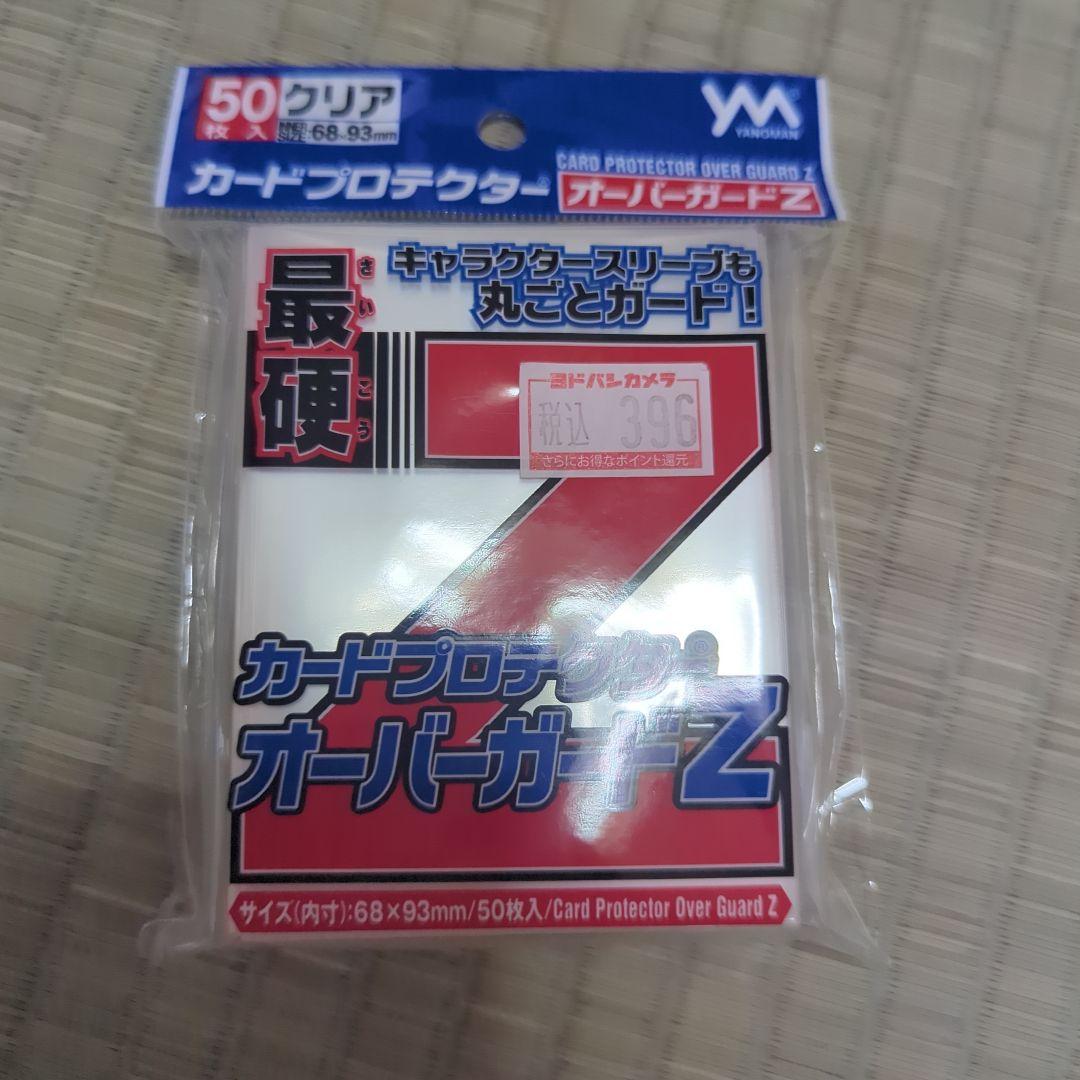 50
枚入
クリア
INNER
SIZE:68×93mm
YM
YANOMAN
カードプロテクター®
CARD PROTECTOR OVER GUARD Z
オーバーガードZ
最硬
さいこう
キャラクタースリーブも
丸ごとガード!
ヨドバシカメラ
税込 396
さらにお得なポイント還元
カードプロテクター®
オーバーガードZ
サイズ(内寸):68×93mm/50枚入/Card Protector Over Guard Z